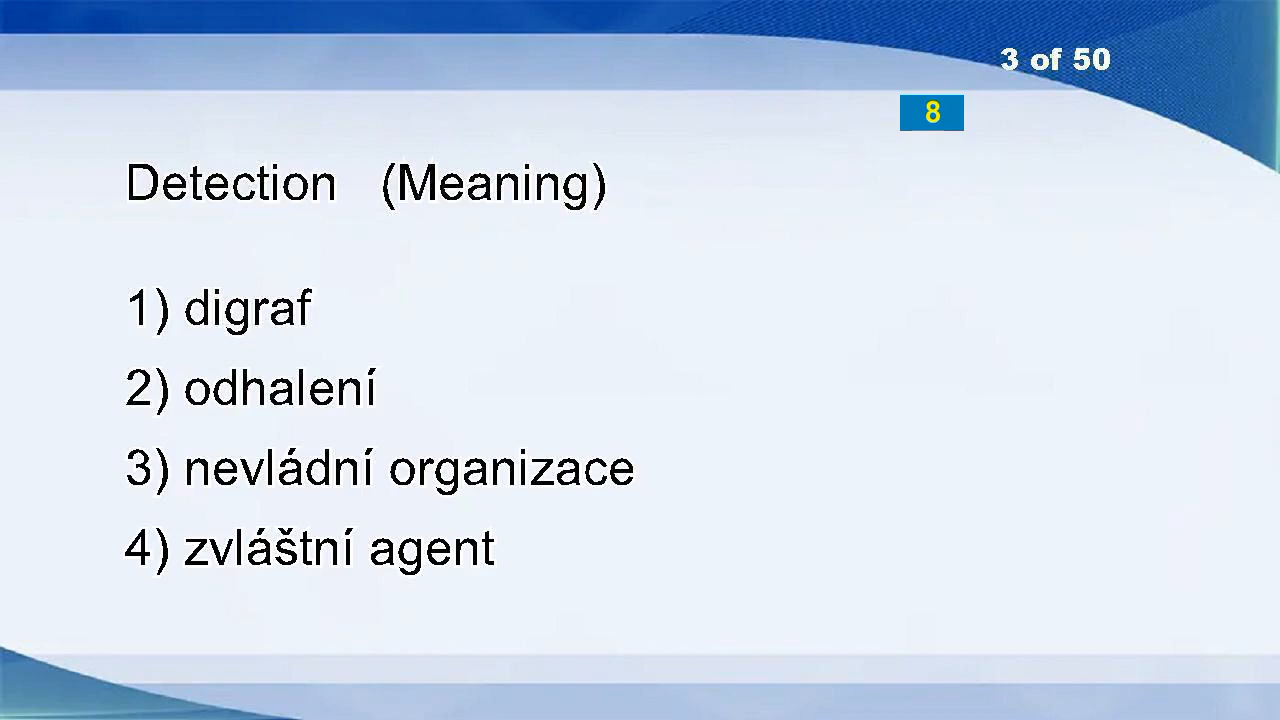 3 of 50
8
Detection (Meaning)
1) digraf
2) odhalení
3) nevládní organizace
4) zvláštní agent